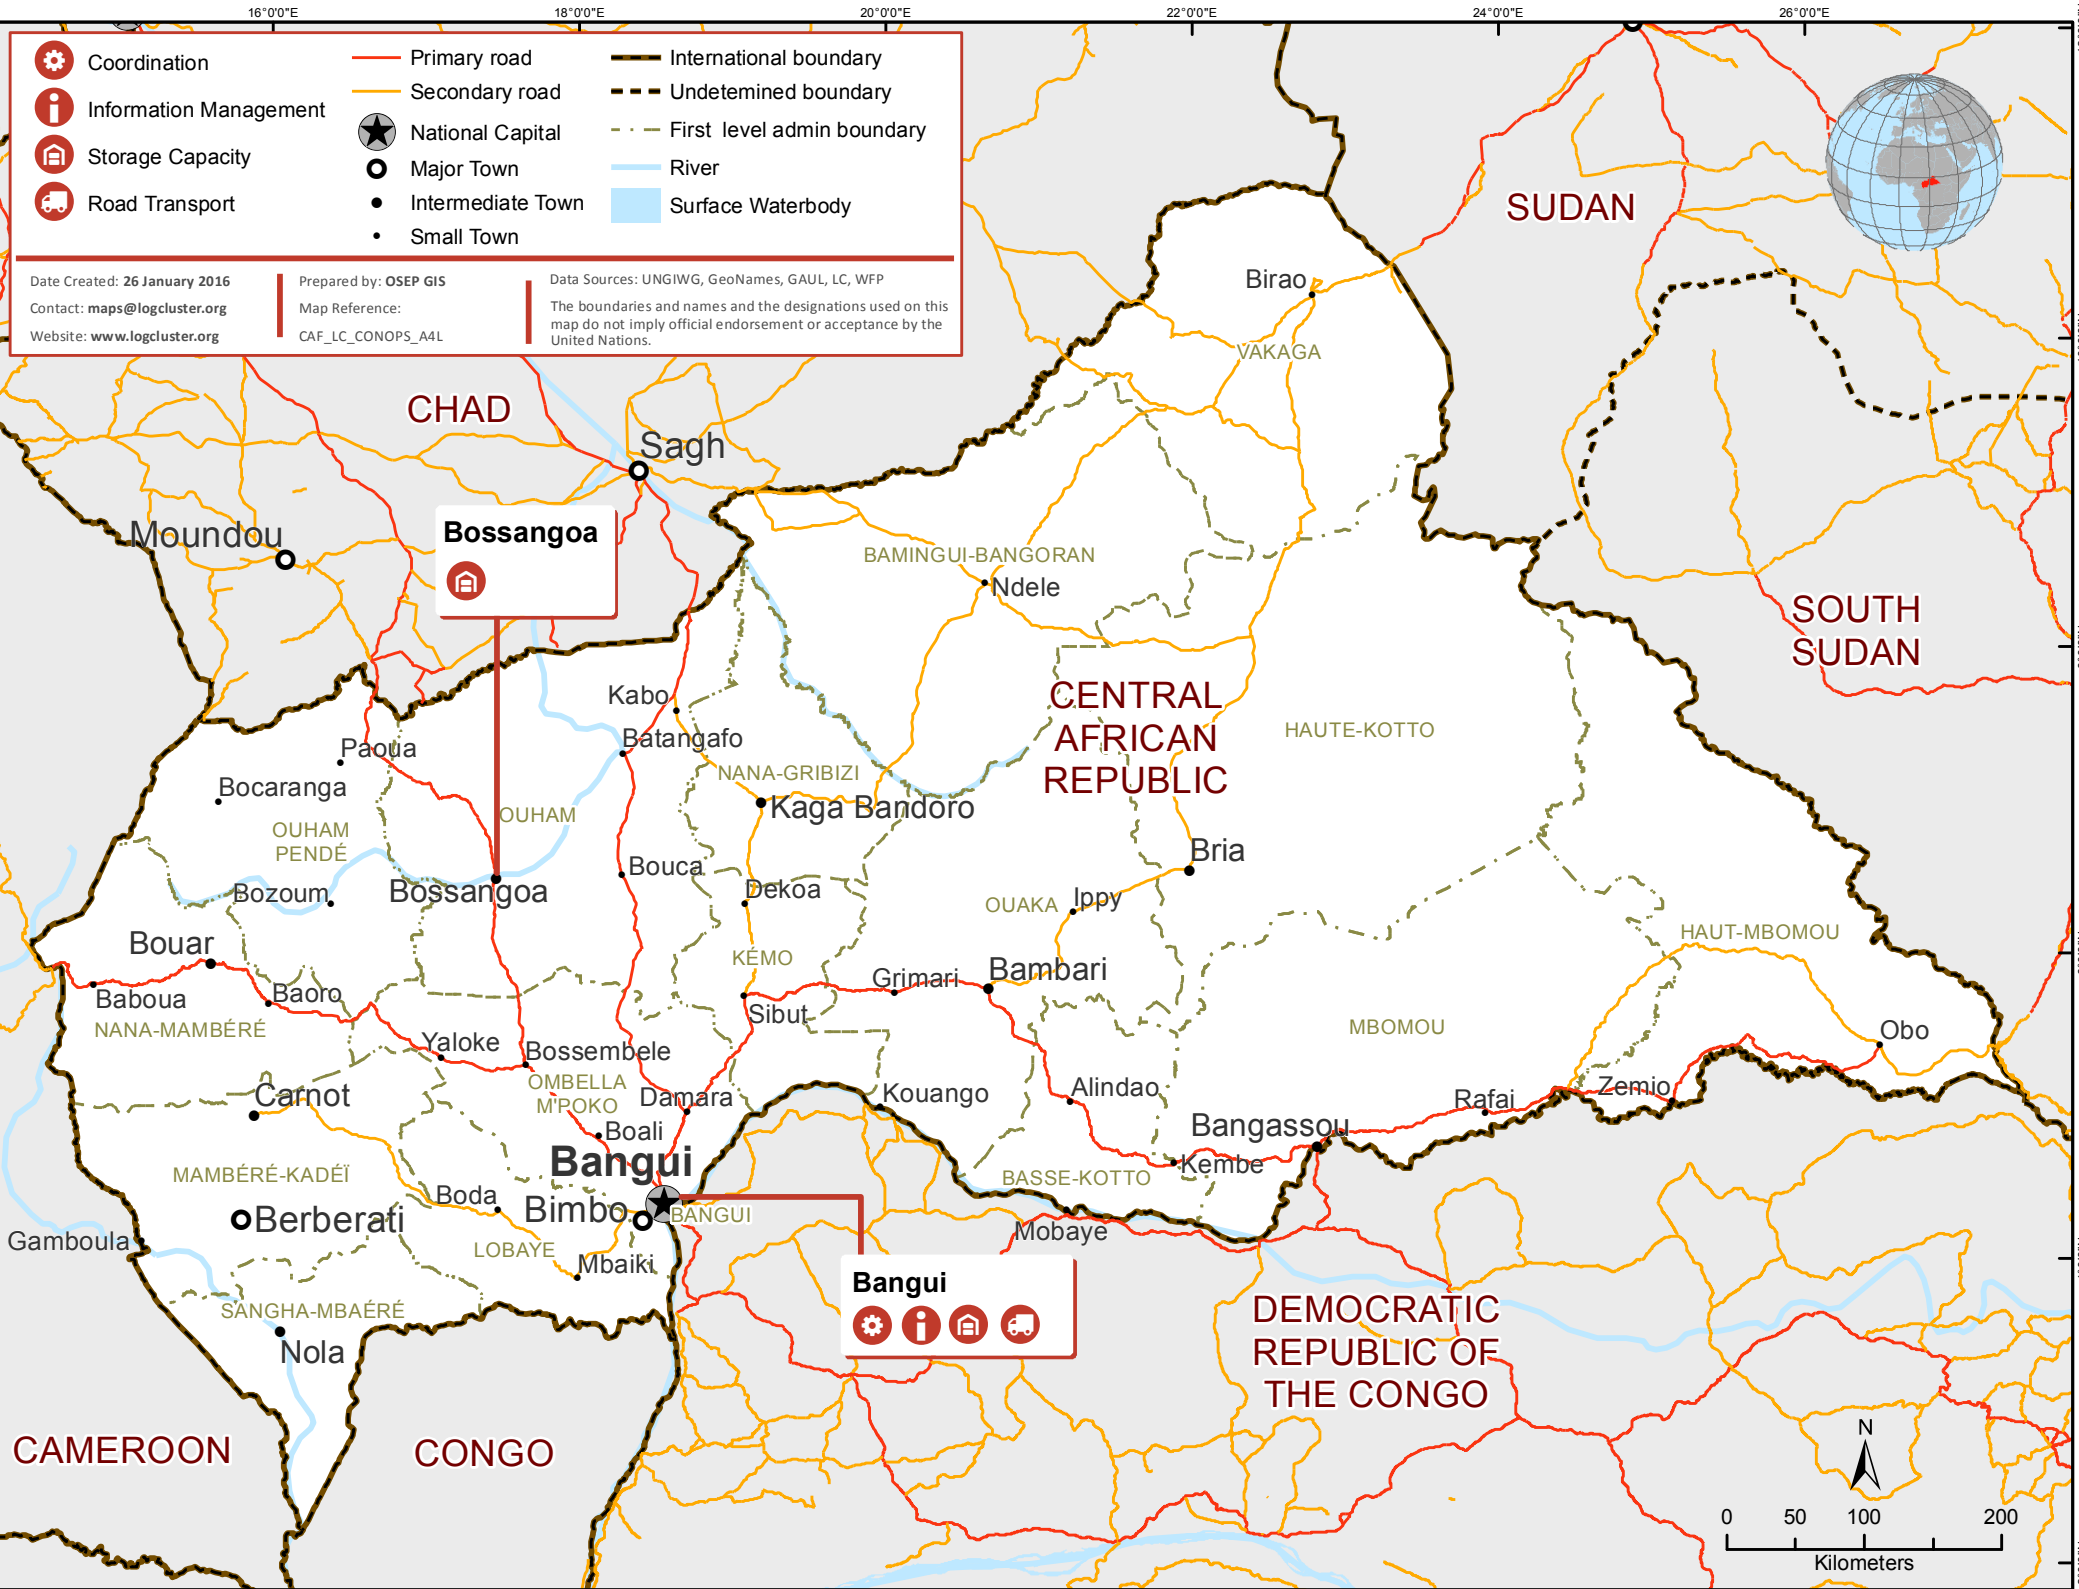 16°0'0"E
18°0'0"E
20°0'0"E
22°0'0"E
24°0'0"E
26°0'0"E
Coordination
Information Management
Storage Capacity
Road Transport
Primary road
Secondary road
National Capital
Major Town
Intermediate Town
Small Town
International boundary
Undetemined boundary
First level admin boundary
River
Surface Waterbody
Date Created: 26 January 2016
Contact: maps@logcluster.org
Website: www.logcluster.org
Prepared by: OSEP GIS
Map Reference:
CAF_LC_CONOPS_A4L
Data Sources: UNGIWG, GeoNames, GAUL, LC, WFP
The boundaries and names and the designations used on this
map do not imply official endorsement or acceptance by the
United Nations.
SUDAN
Birao
VAKAGA
CHAD
Sagh
Moundou
Bossangoa
BAMINGUI-BANGORAN
Ndele
SOUTH
SUDAN
Kabo
CENTRAL
AFRICAN
REPUBLIC
HAUTE-KOTTO
Paoua
Batangafo
NANA-GRIBIZI
Bocaranga
Kaga Bandoro
OUHAM
OUHAM
PENDÉ
Bria
Bouca
Bozoum
Bossangoa
Dekoa
Ippy
OUAKA
HAUT-MBOMOU
Bouar
KÉMO
Grimari
Bambari
Baboua
Baoro
Sibut
NANA-MAMBÉRÉ
MBOMOU
Obo
Yaloke
Bossembele
OMBELLA
M'POKO
Carnot
Damara
Kouango
Alindao
Rafai
Zemio
Boali
Bangassou
Bangui
Kembe
MAMBÉRÉ-KADÉÏ
BASSE-KOTTO
Boda
Bimbo
BANGUI
Berberati
Mobaye
Gamboula
LOBAYE
Mbaiki
Bangui
SANGHA-MBAÉRÉ
Nola
DEMOCRATIC
REPUBLIC OF
THE CONGO
CAMEROON
CONGO
N
0 50 100 200
Kilometers